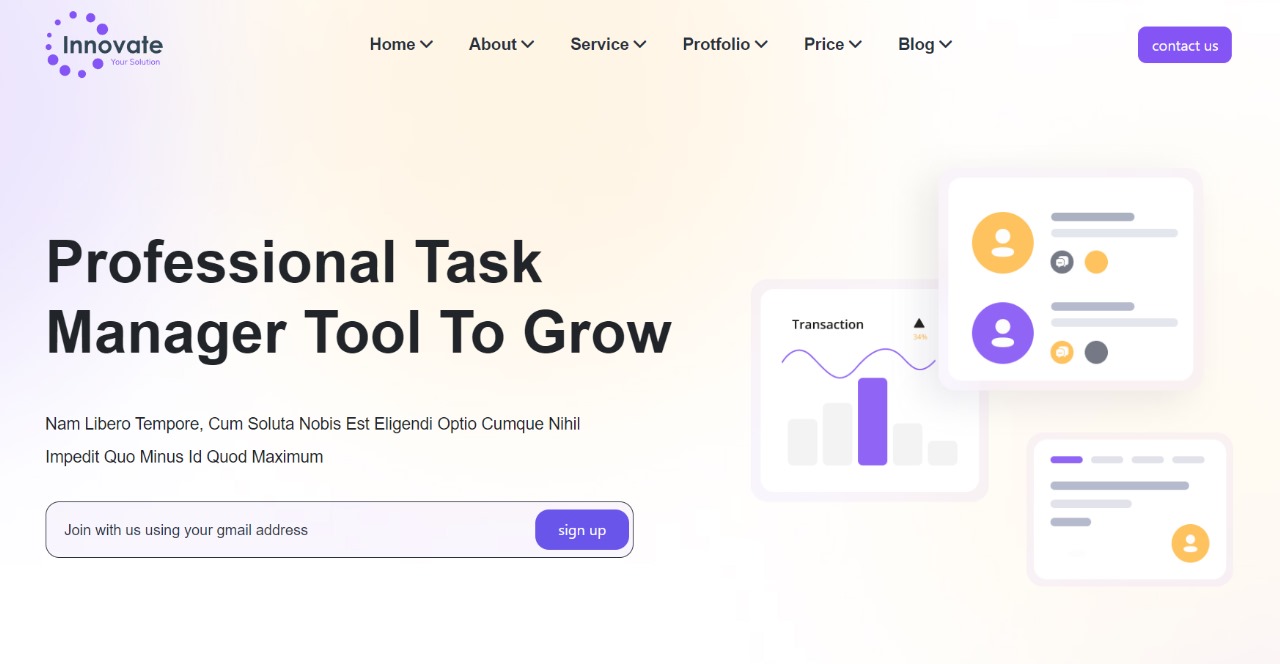 Innovate
Your Solution
Home
About
Service
Protfolio
Price
Blog
contact us
Professional Task
Manager Tool To Grow
Nam Libero Tempore, Cum Soluta Nobis Est Eligendi Optio Cumque Nihil
Impedit Quo Minus Id Quod Maximum
Join with us using your gmail address
sign up
Transaction